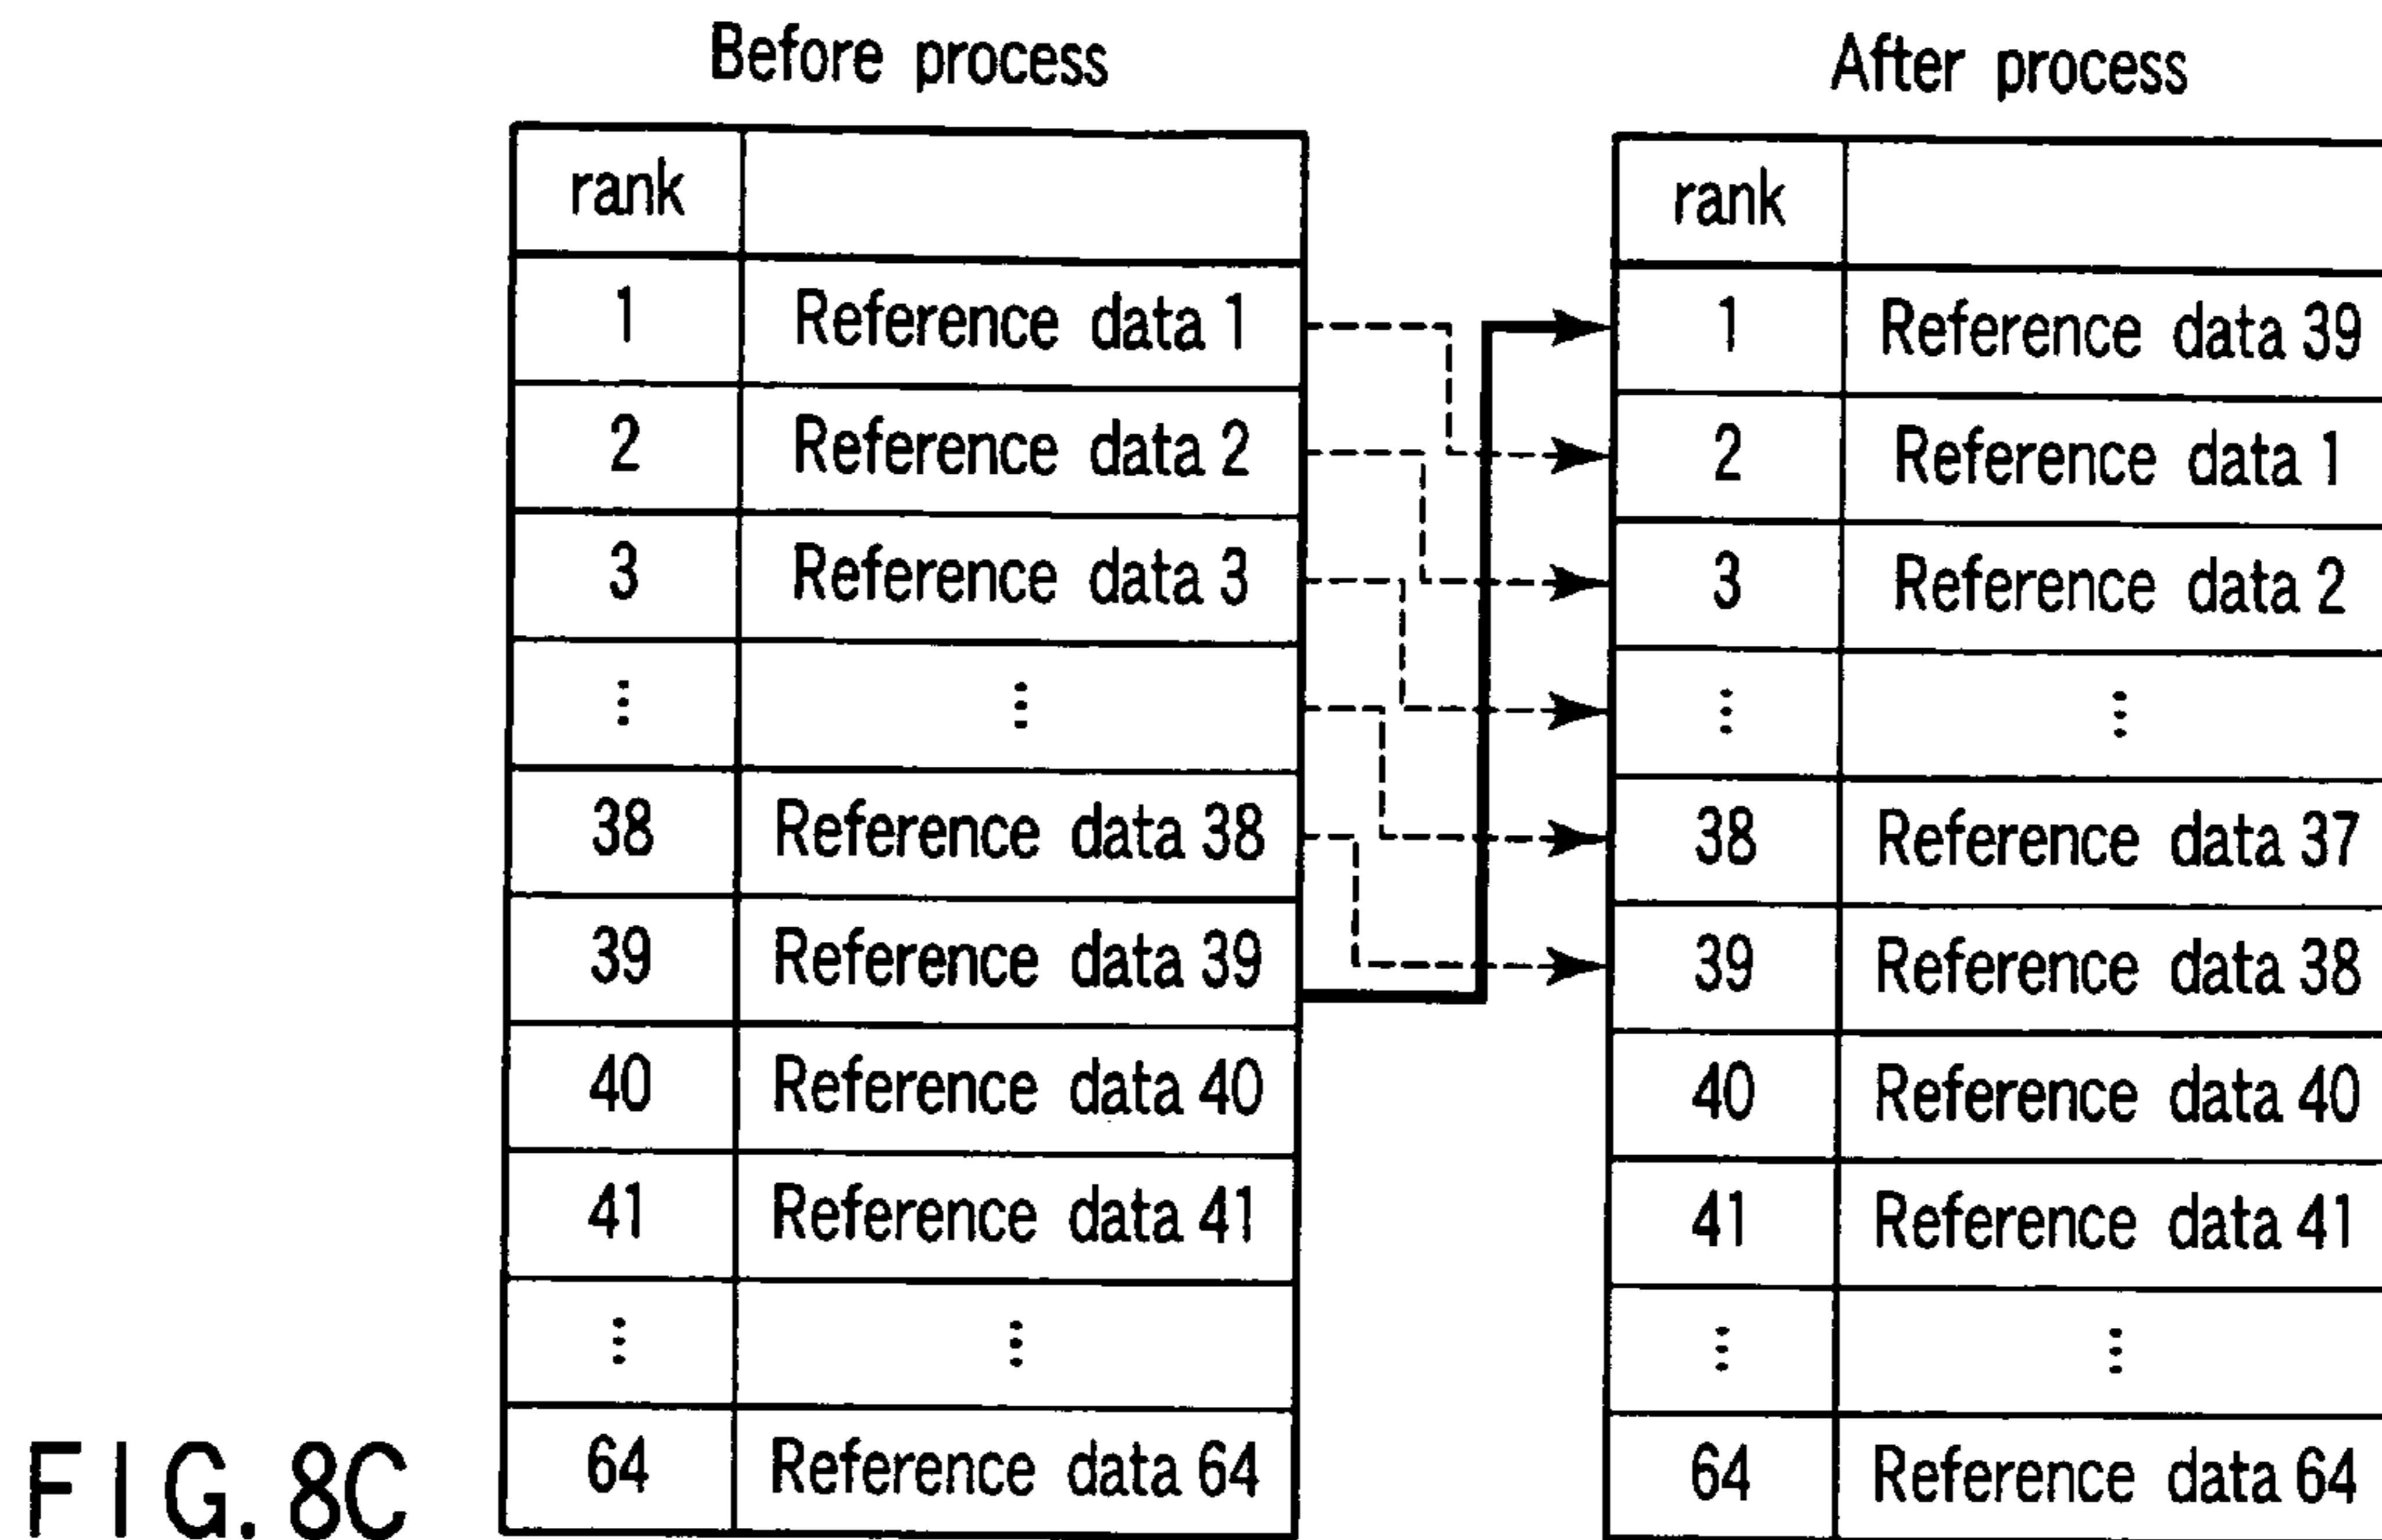 Before process After process
rank rank
1 Reference data 1 1 Reference data 39
2 Reference data 2 2 Reference data 1
3 Reference data 3 3 Reference data 2
⋮ ⋮ ⋮ ⋮
38 Reference data 38 38 Reference data 37
39 Reference data 39 39 Reference data 38
40 Reference data 40 40 Reference data 40
41 Reference data 41 41 Reference data 41
⋮ ⋮ ⋮ ⋮
64 Reference data 64 64 Reference data 64
FIG. 8C